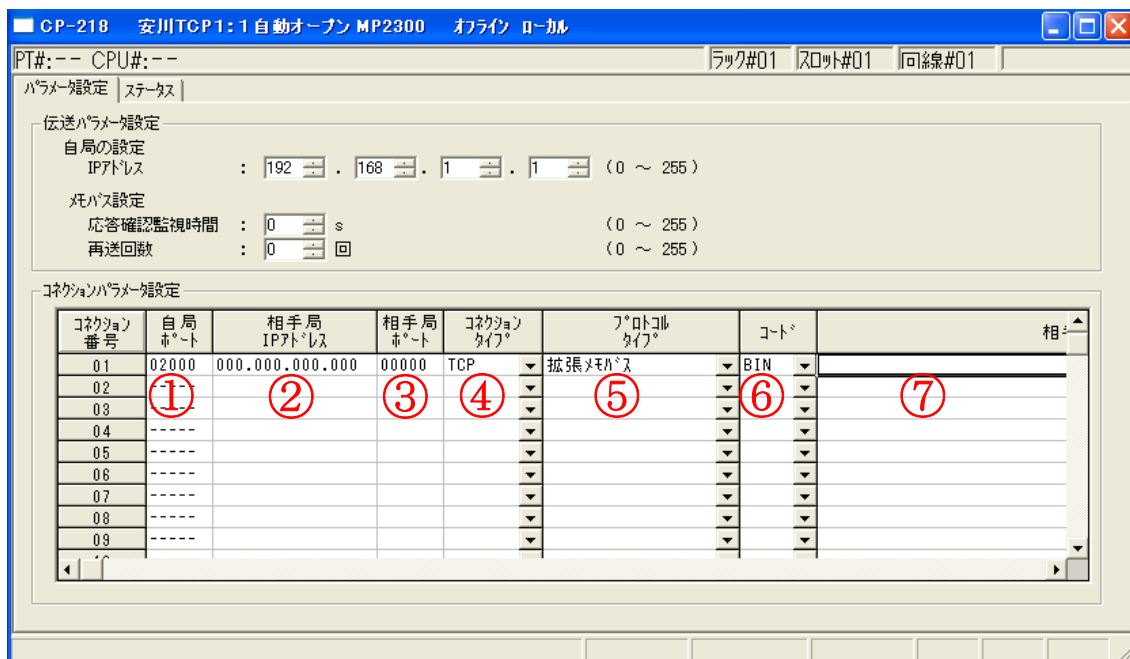 CP-218 安川TCP1:1自動オープン MP2300 ｵﾌﾗｲﾝ ﾛｰｶﾙ
PT#:-- CPU#:-- ﾗｯｸ#01 ｽﾛｯﾄ#01 回線#01
ﾊﾟﾗﾒｰﾀ設定 ｽﾃｰﾀｽ
伝送ﾊﾟﾗﾒｰﾀ設定
自局の設定
IPｱﾄﾞﾚｽ : 192 . 168 . 1 . 1 (0 ～ 255)
ﾒﾓﾊﾞｽ設定
応答確認監視時間 : 0 s (0 ～ 255)
再送回数 : 0 回 (0 ～ 255)
ｺﾈｸｼｮﾝﾊﾟﾗﾒｰﾀ設定
ｺﾈｸｼｮﾝ 番号 自局 ﾎﾟｰﾄ 相手局 IPｱﾄﾞﾚｽ 相手局 ﾎﾟｰﾄ ｺﾈｸｼｮﾝ ﾀｲﾌﾟ ﾌﾟﾛﾄｺﾙ ﾀｲﾌﾟ ｺｰﾄﾞ 相
01 02000 000.000.000.000 00000 TCP 拡張ﾒﾓﾊﾞｽ BIN
① ② ③ ④ ⑤ ⑥ ⑦
02 -----
03 -----
04 -----
05 -----
06 -----
07 -----
08 -----
09 -----